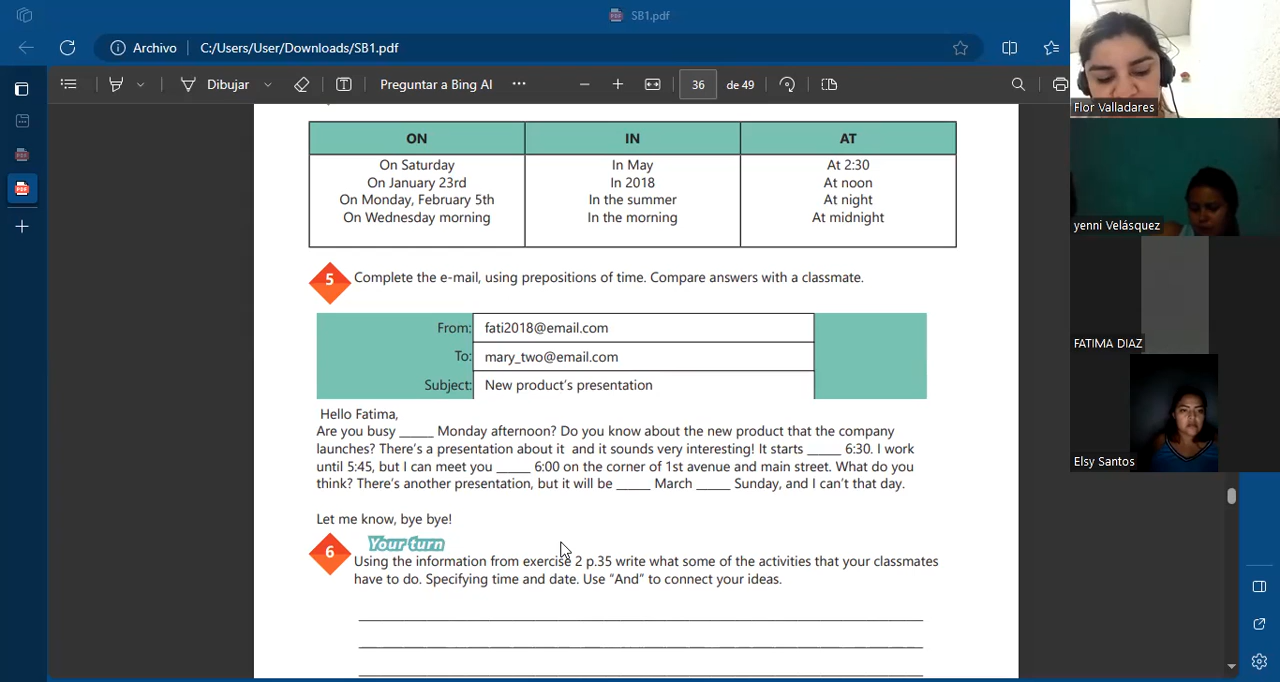 SB1.pdf
Archivo C:/Users/User/Downloads/SB1.pdf
Dibujar Preguntar a Bing AI 36 de 49
ON IN AT
On Saturday In May At 2:30
On January 23rd In 2018 At noon
On Monday, February 5th In the summer At night
On Wednesday morning In the morning At midnight
5 Complete the e-mail, using prepositions of time. Compare answers with a classmate.
From: fati2018@email.com
To: mary_two@email.com
Subject: New product's presentation
Hello Fatima,
Are you busy _____ Monday afternoon? Do you know about the new product that the company
launches? There's a presentation about it and it sounds very interesting! It starts _____ 6:30. I work
until 5:45, but I can meet you _____ 6:00 on the corner of 1st avenue and main street. What do you
think? There's another presentation, but it will be _____ March _____ Sunday, and I can't that day.
Let me know, bye bye!
6 Your turn
Using the information from exercise 2 p.35 write what some of the activities that your classmates
have to do. Specifying time and date. Use "And" to connect your ideas.
Flor Valladares
yenni Velásquez
FATIMA DIAZ
Elsy Santos